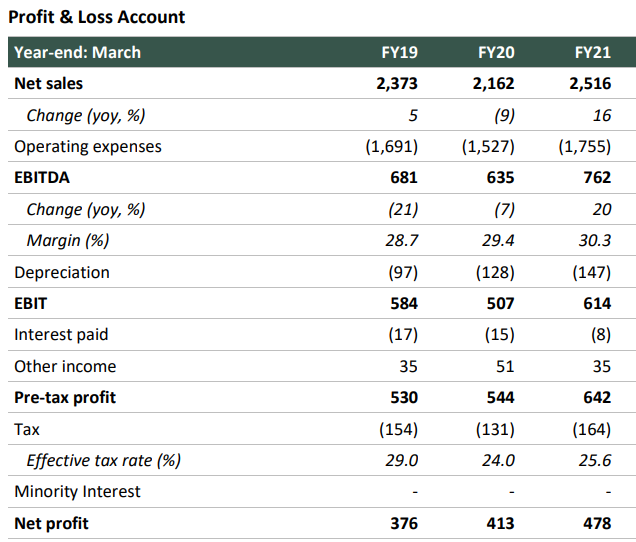 Profit & Loss Account
Year-end: March FY19 FY20 FY21
Net sales 2,373 2,162 2,516
Change (yoy, %) 5 (9) 16
Operating expenses (1,691) (1,527) (1,755)
EBITDA 681 635 762
Change (yoy, %) (21) (7) 20
Margin (%) 28.7 29.4 30.3
Depreciation (97) (128) (147)
EBIT 584 507 614
Interest paid (17) (15) (8)
Other income 35 51 35
Pre-tax profit 530 544 642
Tax (154) (131) (164)
Effective tax rate (%) 29.0 24.0 25.6
Minority Interest - - -
Net profit 376 413 478